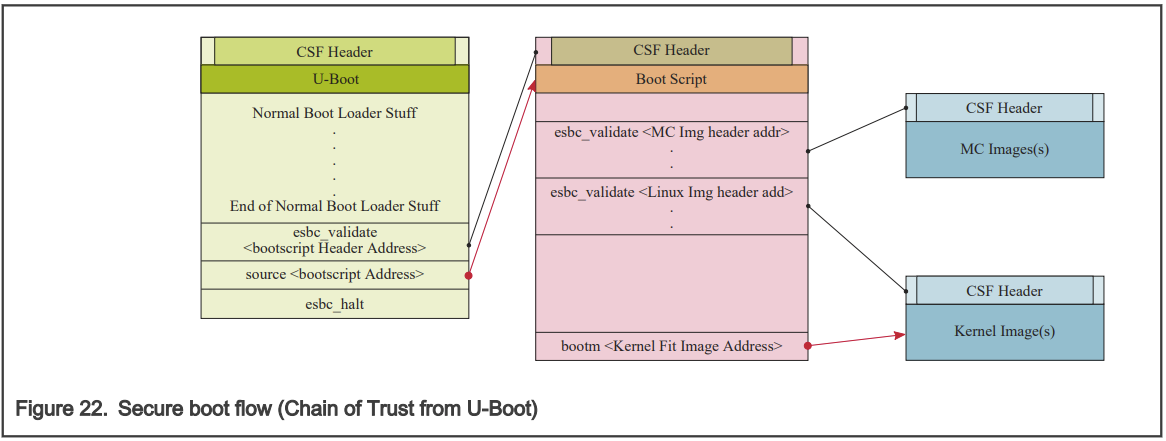 CSF Header
U-Boot
Normal Boot Loader Stuff
.
.
.
.
.
End of Normal Boot Loader Stuff
esbc_validate
<bootscript Header Address>
source <bootscript Address>
esbc_halt
CSF Header
Boot Script
esbc_validate <MC Img header addr>
.
.
esbc_validate <Linux Img header add>
.
.
bootm <Kernel Fit Image Address>
CSF Header
MC Images(s)
CSF Header
Kernel Image(s)
Figure 22. Secure boot flow (Chain of Trust from U-Boot)